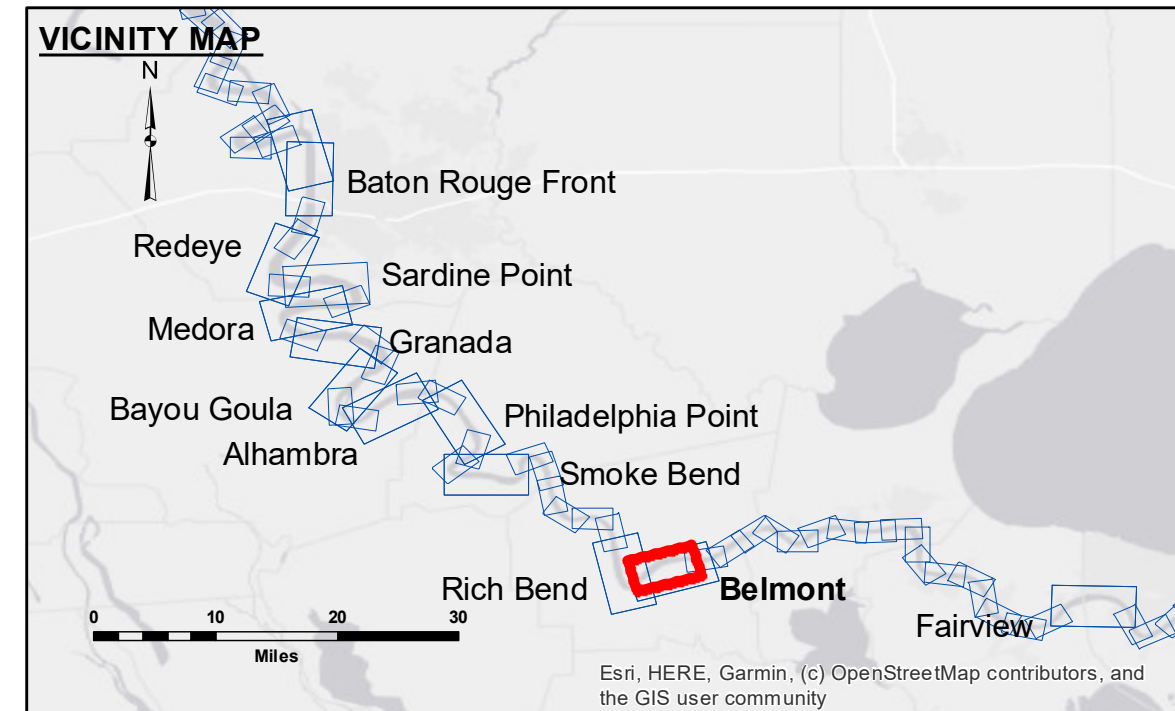 VICINITY MAP
N
Baton Rouge Front
Redeye
Sardine Point
Medora
Granada
Bayou Goula
Philadelphia Point
Alhambra
Smoke Bend
Rich Bend
Belmont
Fairview
0 10 20 30
Miles
Esri, HERE, Garmin, (c) OpenStreetMap contributors, and
the GIS user community